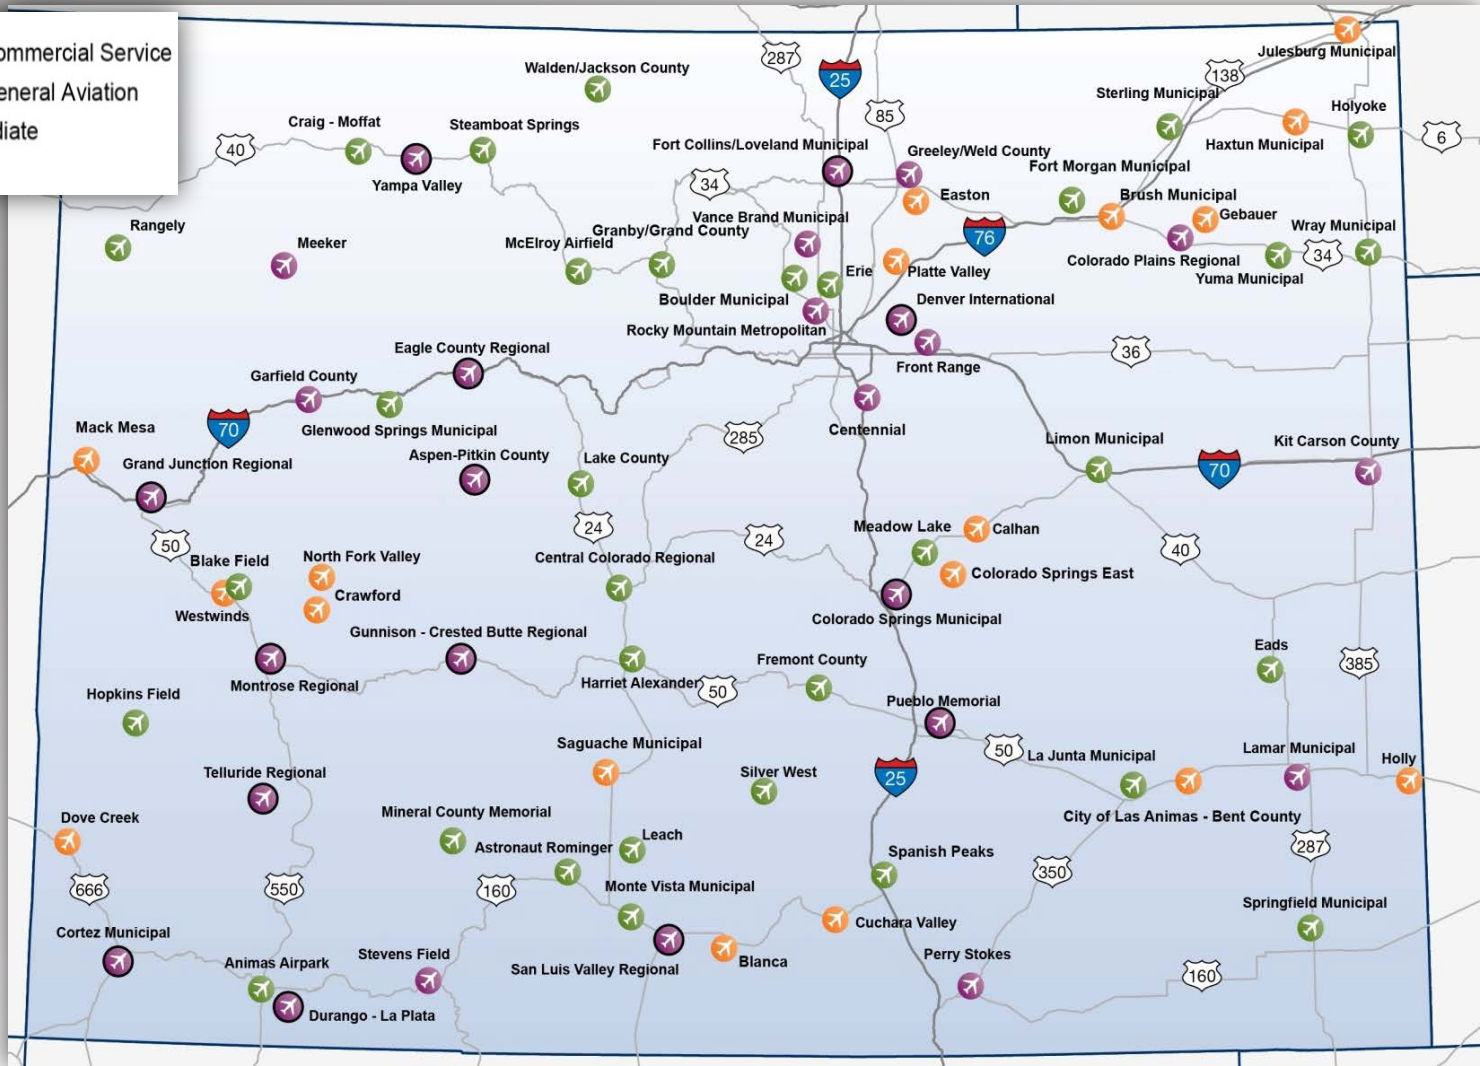 ommercial Service
eneral Aviation
diate
287
25
Julesburg Municipal
138
Walden/Jackson County
Sterling Municipal
Holyoke
85
Craig - Moffat
Steamboat Springs
40
6
Fort Collins/Loveland Municipal
Greeley/Weld County
Haxtun Municipal
Fort Morgan Municipal
Yampa Valley
34
Easton
Brush Municipal
Gebauer
Vance Brand Municipal
Rangely
Granby/Grand County
Wray Municipal
Meeker
McElroy Airfield
76
Colorado Plains Regional
34
Erie
Platte Valley
Yuma Municipal
Boulder Municipal
Denver International
Rocky Mountain Metropolitan
Eagle County Regional
36
Front Range
Garfield County
Mack Mesa
70
Glenwood Springs Municipal
285
Centennial
Limon Municipal
Kit Carson County
Aspen-Pitkin County
Lake County
Grand Junction Regional
70
24
Meadow Lake
Calhan
50
24
40
Blake Field
North Fork Valley
Central Colorado Regional
Colorado Springs East
Crawford
Westwinds
Colorado Springs Municipal
Gunnison - Crested Butte Regional
Eads
Fremont County
385
Montrose Regional
Harriet Alexander
50
Hopkins Field
Pueblo Memorial
Saguache Municipal
50
La Junta Municipal
Lamar Municipal
Holly
Telluride Regional
Silver West
25
Mineral County Memorial
Dove Creek
City of Las Animas - Bent County
Leach
Astronaut Rominger
287
Spanish Peaks
350
666
550
160
Monte Vista Municipal
Springfield Municipal
Cuchara Valley
Cortez Municipal
Stevens Field
Perry Stokes
Animas Airpark
San Luis Valley Regional
Blanca
160
Durango - La Plata